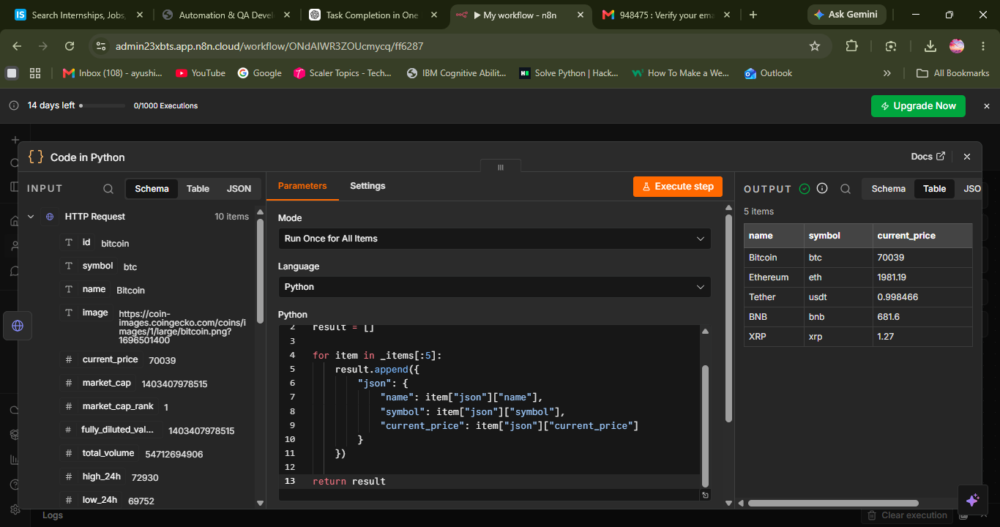 Search Internships, Jobs,
Automation & QA Devel
Task Completion in One
▶ My workflow - n8n
948475 : Verify your ema
Ask Gemini
admin23xbts.app.n8n.cloud/workflow/ONdAIWR3ZOUcmycq/ff6287
Inbox (108) - ayushi...
YouTube
Google
Scaler Topics - Tech...
IBM Cognitive Abilit...
Solve Python | Hack...
How To Make a We...
Outlook
All Bookmarks
14 days left
0/1000 Executions
Upgrade Now
{ } Code in Python
Docs
INPUT
Schema
Table
JSON
Parameters
Settings
Execute step
OUTPUT
Schema
Table
JSO
HTTP Request
10 items
T id bitcoin
T symbol btc
T name Bitcoin
T image https://coin-
images.coingecko.com/coins/i
mages/1/large/bitcoin.png?
1696501400
# current_price 70039
# market_cap 1403407978515
# market_cap_rank 1
# fully_diluted_val... 1403407978515
# total_volume 54712694906
# high_24h 72930
# low_24h 69752
Mode
Run Once for All Items
Language
Python
Python
2 result = []
3
4 for item in _items[:5]:
5 result.append({
6 "json": {
7 "name": item["json"]["name"],
8 "symbol": item["json"]["symbol"],
9 "current_price": item["json"]["current_price"]
10 }
11 })
12
13 return result
5 items
name symbol current_price
Bitcoin btc 70039
Ethereum eth 1981.19
Tether usdt 0.998466
BNB bnb 681.6
XRP xrp 1.27
Logs
Clear execution